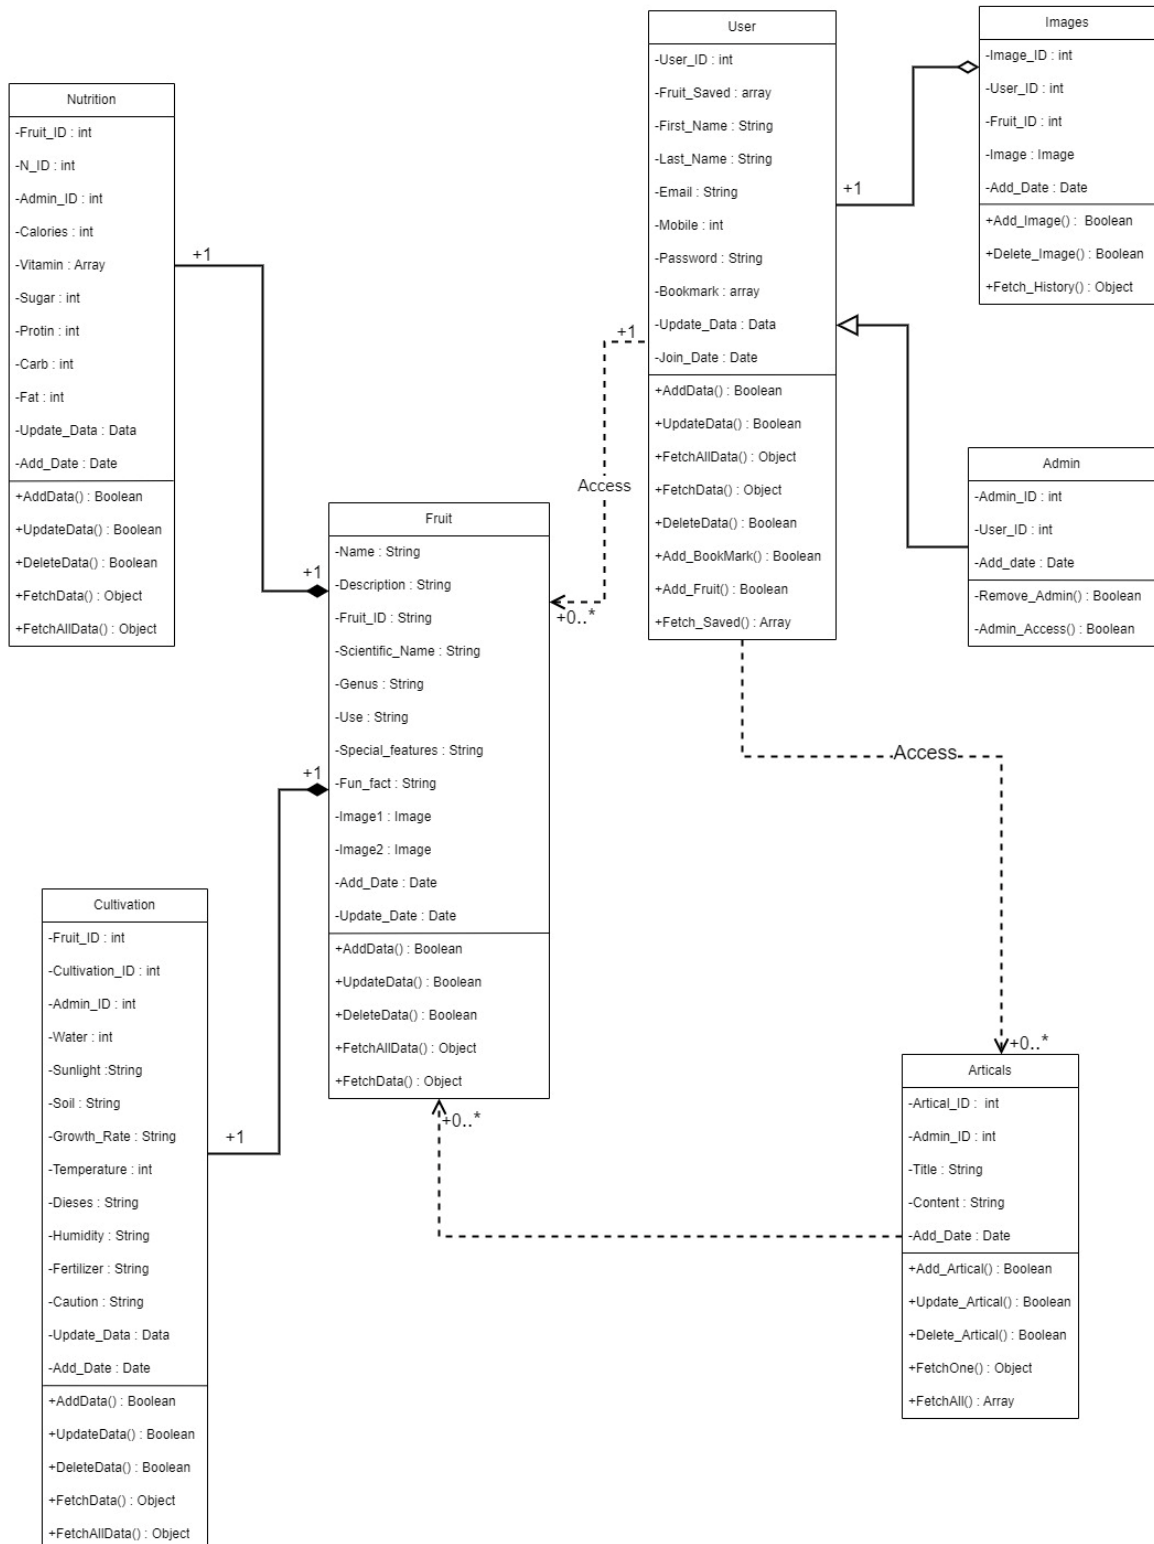 User
-User_ID : int
-Fruit_Saved : array
-First_Name : String
-Last_Name : String
-Email : String
-Mobile : int
-Password : String
-Bookmark : array
-Update_Data : Data
-Join_Date : Date
+AddData() : Boolean
+UpdateData() : Boolean
+FetchAllData() : Object
+FetchData() : Object
+DeleteData() : Boolean
+Add_BookMark() : Boolean
+Add_Fruit() : Boolean
+Fetch_Saved() : Array
Images
-Image_ID : int
-User_ID : int
-Fruit_ID : int
-Image : Image
-Add_Date : Date
+Add_Image() :  Boolean
+Delete_Image() : Boolean
+Fetch_History() : Object
+1
Nutrition
-Fruit_ID : int
-N_ID : int
-Admin_ID : int
-Calories : int
-Vitamin : Array
-Sugar : int
-Protin : int
-Carb : int
-Fat : int
-Update_Data : Data
-Add_Date : Date
+AddData() : Boolean
+UpdateData() : Boolean
+DeleteData() : Boolean
+FetchData() : Object
+FetchAllData() : Object
+1
+1
+1
Access
+0..*
Admin
-Admin_ID : int
-User_ID : int
-Add_date : Date
-Remove_Admin() : Boolean
-Admin_Access() : Boolean
Fruit
-Name : String
-Description : String
-Fruit_ID : String
-Scientific_Name : String
-Genus : String
-Use : String
-Special_features : String
-Fun_fact : String
-Image1 : Image
-Image2 : Image
-Add_Date : Date
-Update_Date : Date
+AddData() : Boolean
+UpdateData() : Boolean
+DeleteData() : Boolean
+FetchAllData() : Object
+FetchData() : Object
Access
+0..*
+1
+1
+0..*
Cultivation
-Fruit_ID : int
-Cultivation_ID : int
-Admin_ID : int
-Water : int
-Sunlight :String
-Soil : String
-Growth_Rate : String
-Temperature : int
-Dieses : String
-Humidity : String
-Fertilizer : String
-Caution : String
-Update_Data : Data
-Add_Date : Date
+AddData() : Boolean
+UpdateData() : Boolean
+DeleteData() : Boolean
+FetchData() : Object
+FetchAllData() : Object
Articals
-Artical_ID :  int
-Admin_ID : int
-Title : String
-Content : String
-Add_Date : Date
+Add_Artical() : Boolean
+Update_Artical() : Boolean
+Delete_Artical() : Boolean
+FetchOne() : Object
+FetchAll() : Array